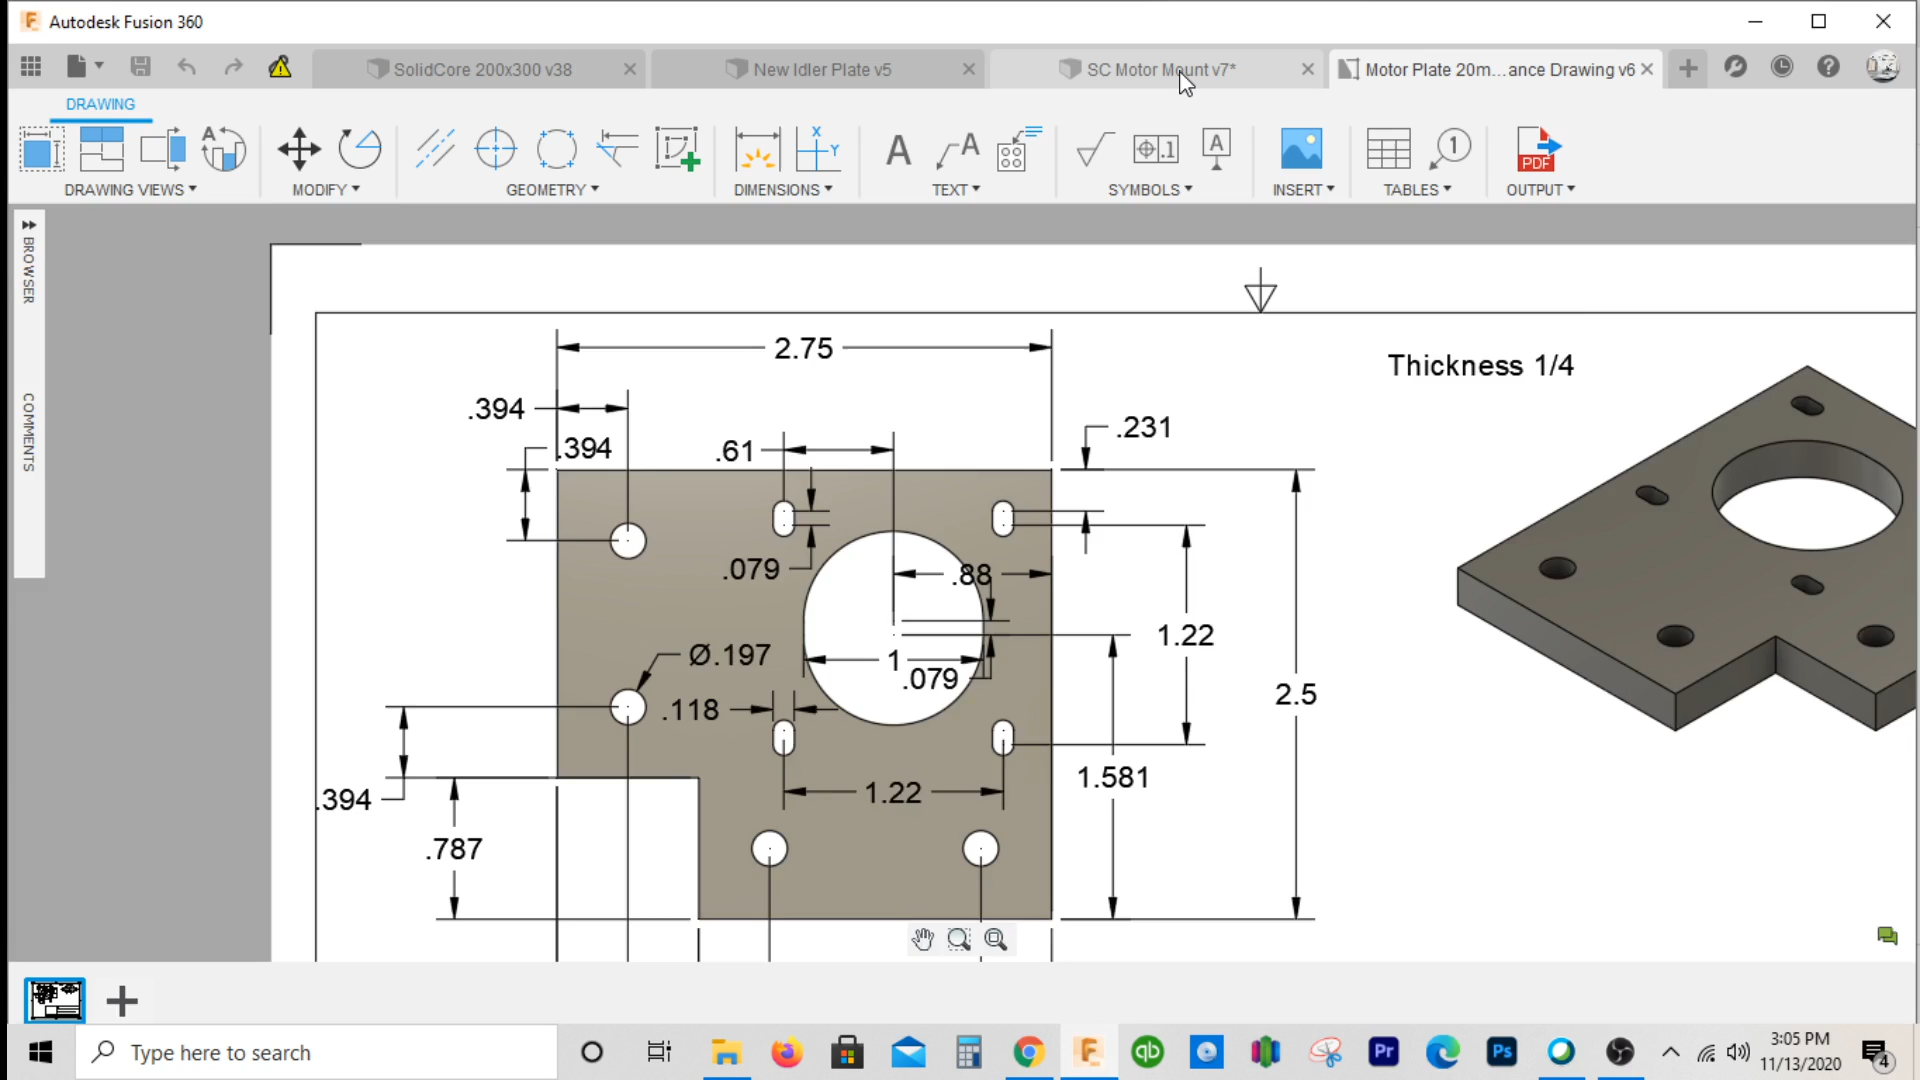 Autodesk Fusion 360
SolidCore 200x300 v38
New Idler Plate v5
SC Motor Mount v7*
Motor Plate 20m...ance Drawing v6
DRAWING
DRAWING VIEWS
MODIFY
GEOMETRY
DIMENSIONS
TEXT
SYMBOLS
INSERT
TABLES
OUTPUT
BROWSER
COMMENTS
2.75
Thickness 1/4
.394
.394
.61
.231
.079
.88
1.22
Ø.197
1
.079
.118
2.5
1.581
.394
1.22
.787
Type here to search
3:05 PM
11/13/2020
4